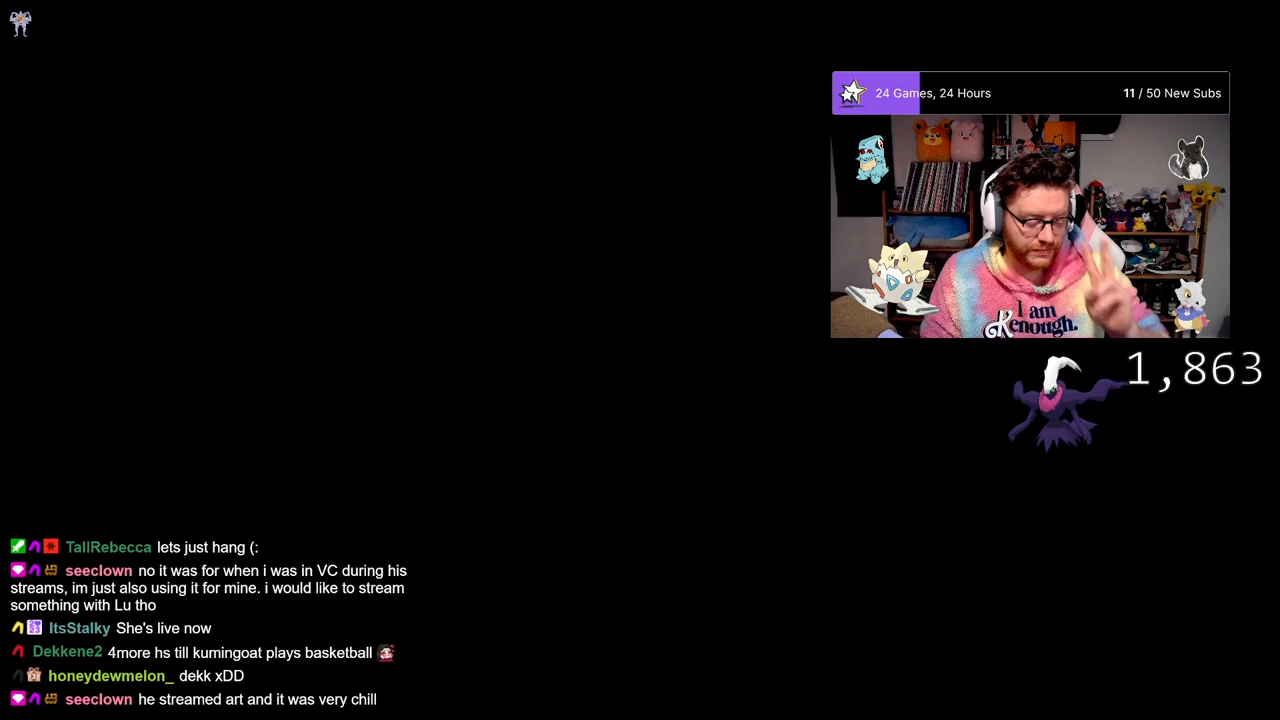 24 Games, 24 Hours 11 / 50 New Subs
I am
Kenough.
1,863
TallRebecca lets just hang (:
seeclown no it was for when i was in VC during his
streams, im just also using it for mine. i would like to stream
something with Lu tho
ItsStalky She's live now
Dekkene2 4more hs till kumingoat plays basketball
honeydewmelon_ dekk xDD
seeclown he streamed art and it was very chill